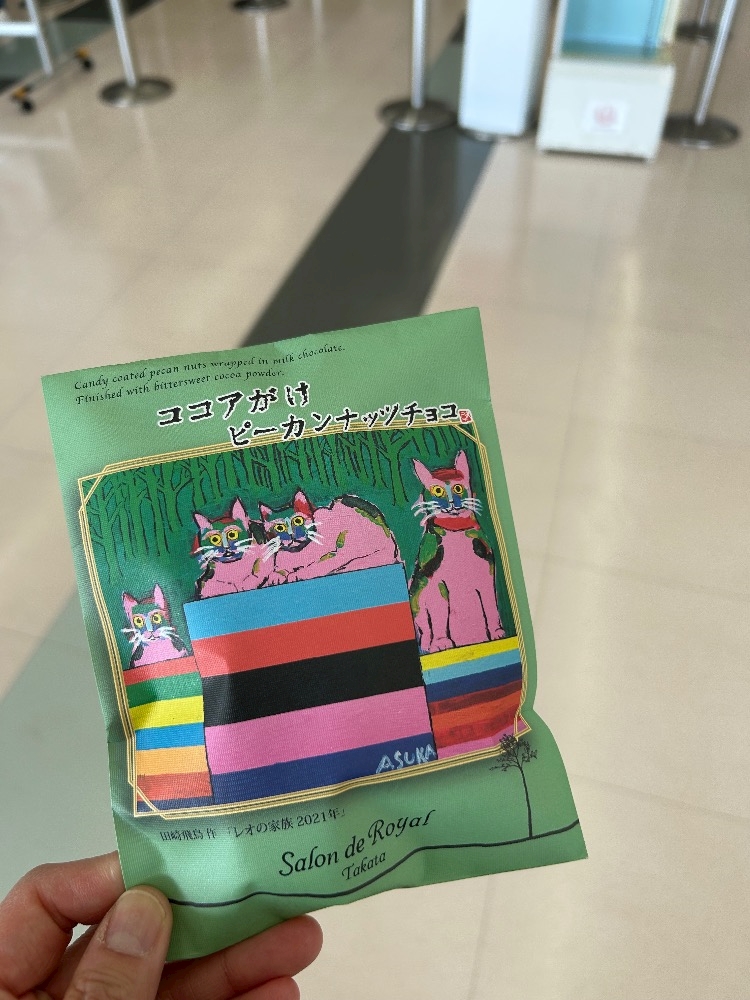 Candy coated pecan nuts wrapped in milk chocolate.
Finished with bittersweet cocoa powder.
ココアがけ
ピーカンナッツチョコ
ASUKA
田﨑飛鳥 作 「レオの家族 2021年」
Salon de Royal
Takata